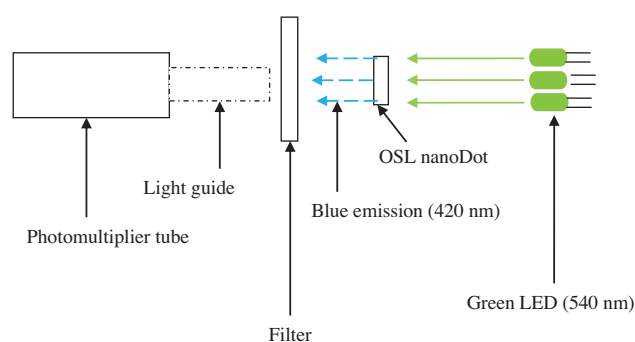 OSL nanoDot
Light guide
Blue emission (420 nm)
Photomultiplier tube
Green LED (540 nm)
Filter